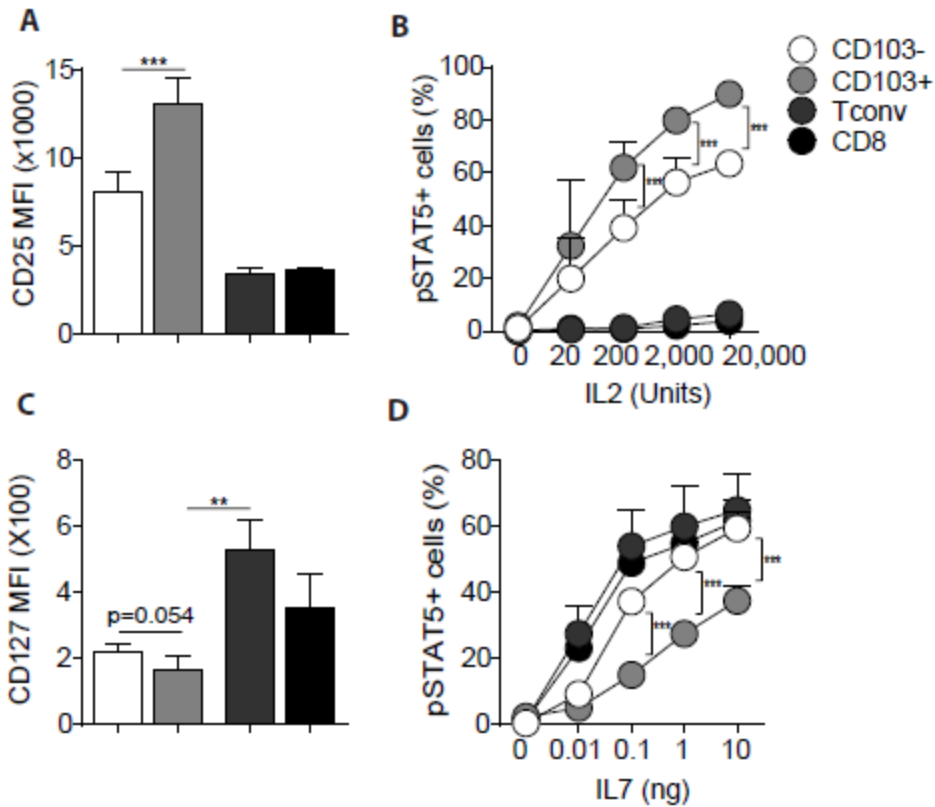 A
***
15
10
5
0
CD25 MFI (x1000)
B
100
80
60
40
20
0
pSTAT5+ cells (%)
***
***
***
0 20 200 2,000 20,000
IL2 (Units)
CD103-
CD103+
Tconv
CD8
C
8
6
4
2
0
CD127 MFI (X100)
**
p=0.054
D
80
60
40
20
0
pSTAT5+ cells (%)
***
***
***
0 0.01 0.1 1 10
IL7 (ng)